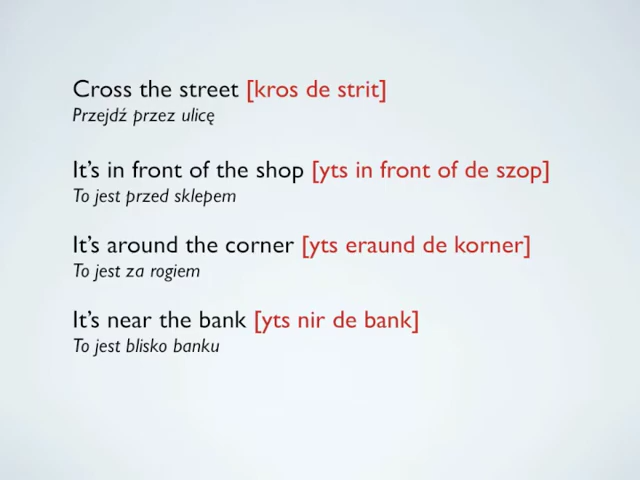 Cross the street [kros de strit]
Przejdź przez ulicę
It’s in front of the shop [yts in front of de szop]
To jest przed sklepem
It’s around the corner [yts eraund de korner]
To jest za rogiem
It’s near the bank [yts nir de bank]
To jest blisko banku